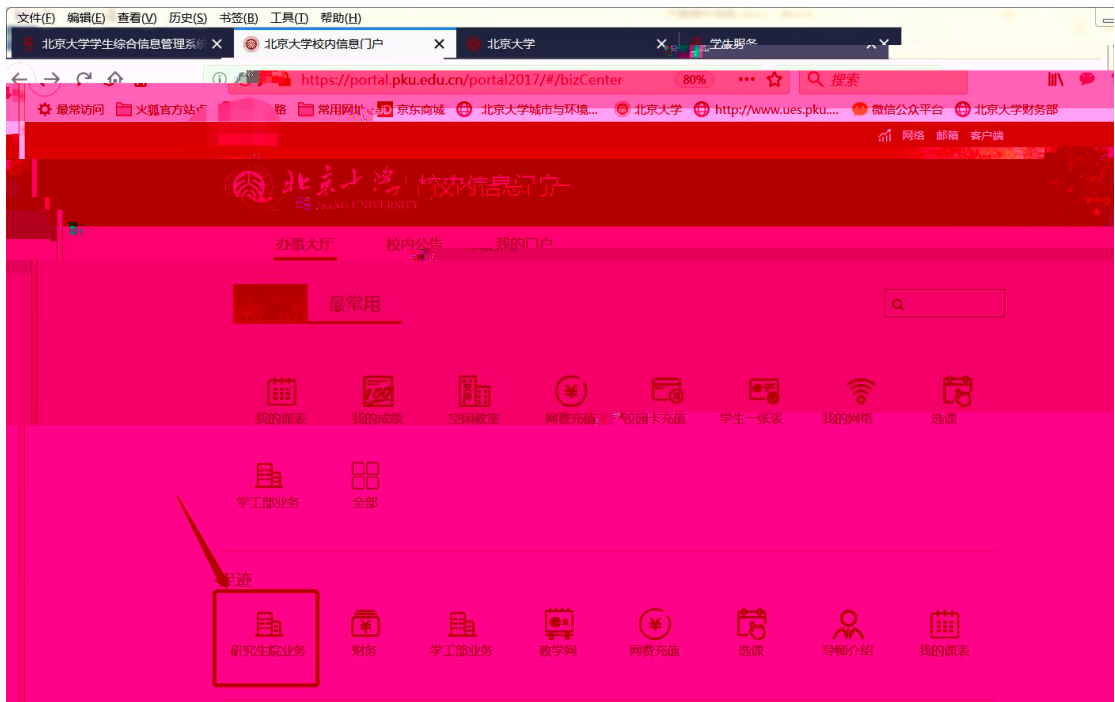 文件(F) 编辑(E) 查看(V) 历史(S) 书签(B) 工具(T) 帮助(H)
北京大学学生综合信息管理系统 北京大学校内信息门户 北京大学 学生服务
https://portal.pku.edu.cn/portal2017/#/bizCenter 80% 搜索
最常访问 火狐官方站点 路 常用网址 JD 京东商城 北京大学城市与环境... 北京大学 http://www.ues.pku.... 微信公众平台 北京大学财务部
网络 邮箱 客户端
北京大学 校内信息门户
KING UNIVERSITY
办事大厅 校内公告 我的门户
最常用
我的课表 我的成绩 空闲教室 网费充值 校园卡充值 学生一张表 我的网络 选课
学工部业务 全部
足迹
研究生院业务 财务 学工部业务 教学网 网费充值 选课 导师介绍 我的课表